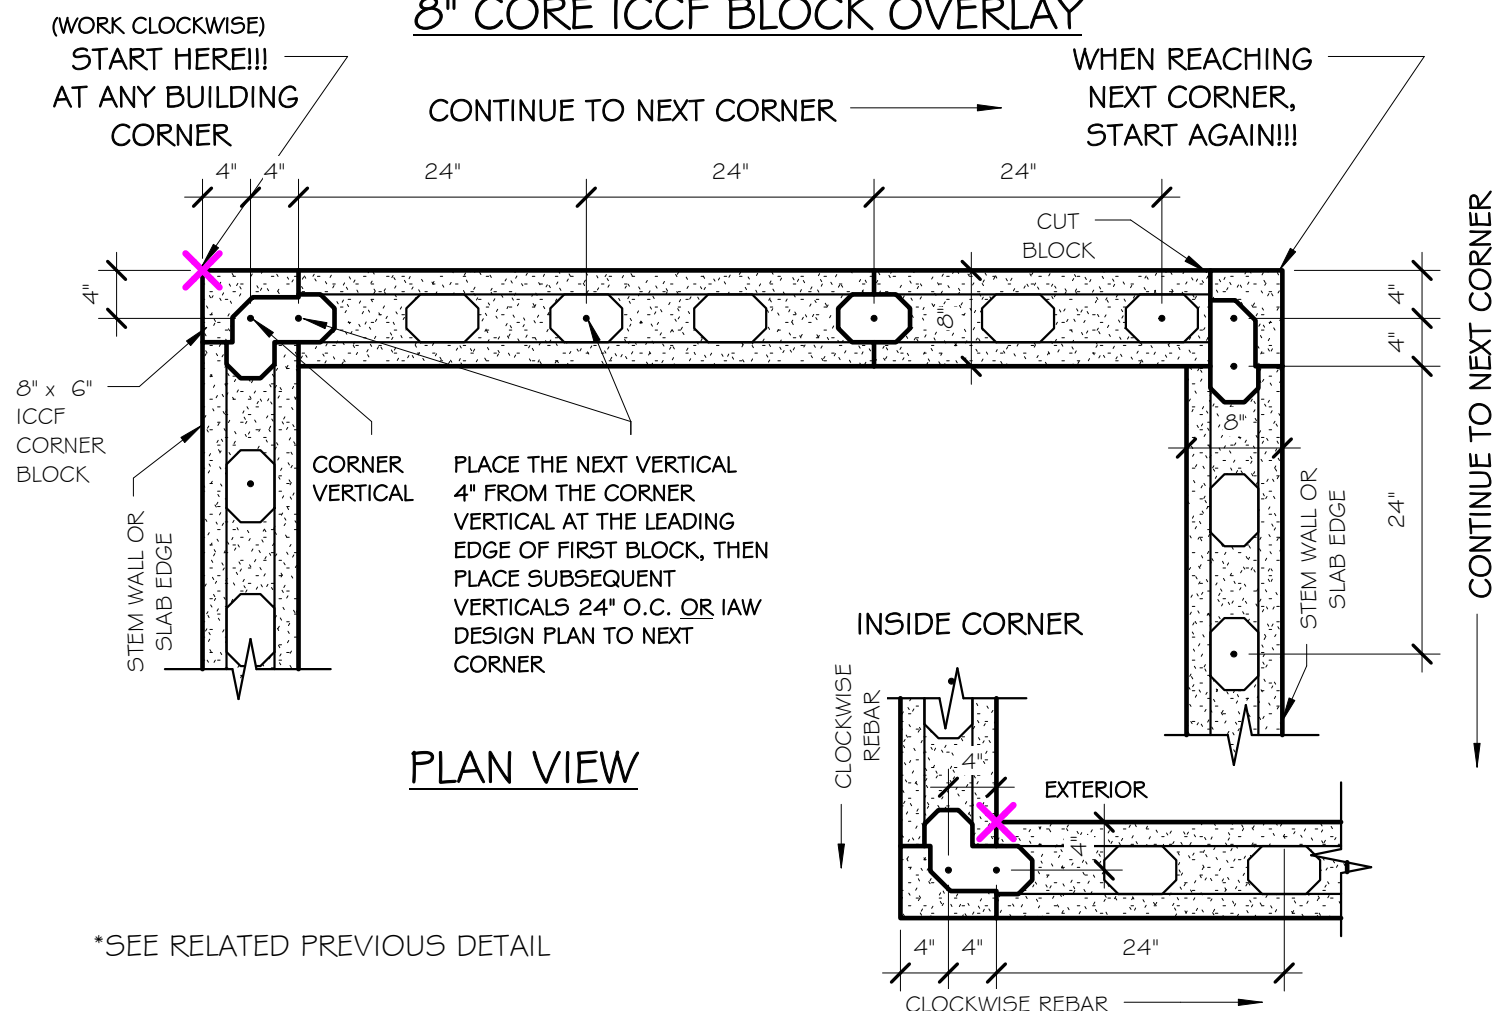 8" CORE ICCF BLOCK OVERLAY
(WORK CLOCKWISE)
START HERE!!!
AT ANY BUILDING
CORNER
CONTINUE TO NEXT CORNER
WHEN REACHING
NEXT CORNER,
START AGAIN!!!
4"
4"
24"
24"
24"
CUT
BLOCK
4"
8"
4"
4"
CONTINUE TO NEXT CORNER
8" x 6"
ICCF
CORNER
BLOCK
8"
24"
CORNER
VERTICAL
PLACE THE NEXT VERTICAL
4" FROM THE CORNER
VERTICAL AT THE LEADING
EDGE OF FIRST BLOCK, THEN
PLACE SUBSEQUENT
VERTICALS 24" O.C. OR IAW
DESIGN PLAN TO NEXT
CORNER
STEM WALL OR
SLAB EDGE
STEM WALL OR
SLAB EDGE
INSIDE CORNER
CLOCKWISE
REBAR
PLAN VIEW
4"
EXTERIOR
4"
*SEE RELATED PREVIOUS DETAIL
4"
4"
24"
CLOCKWISE REBAR